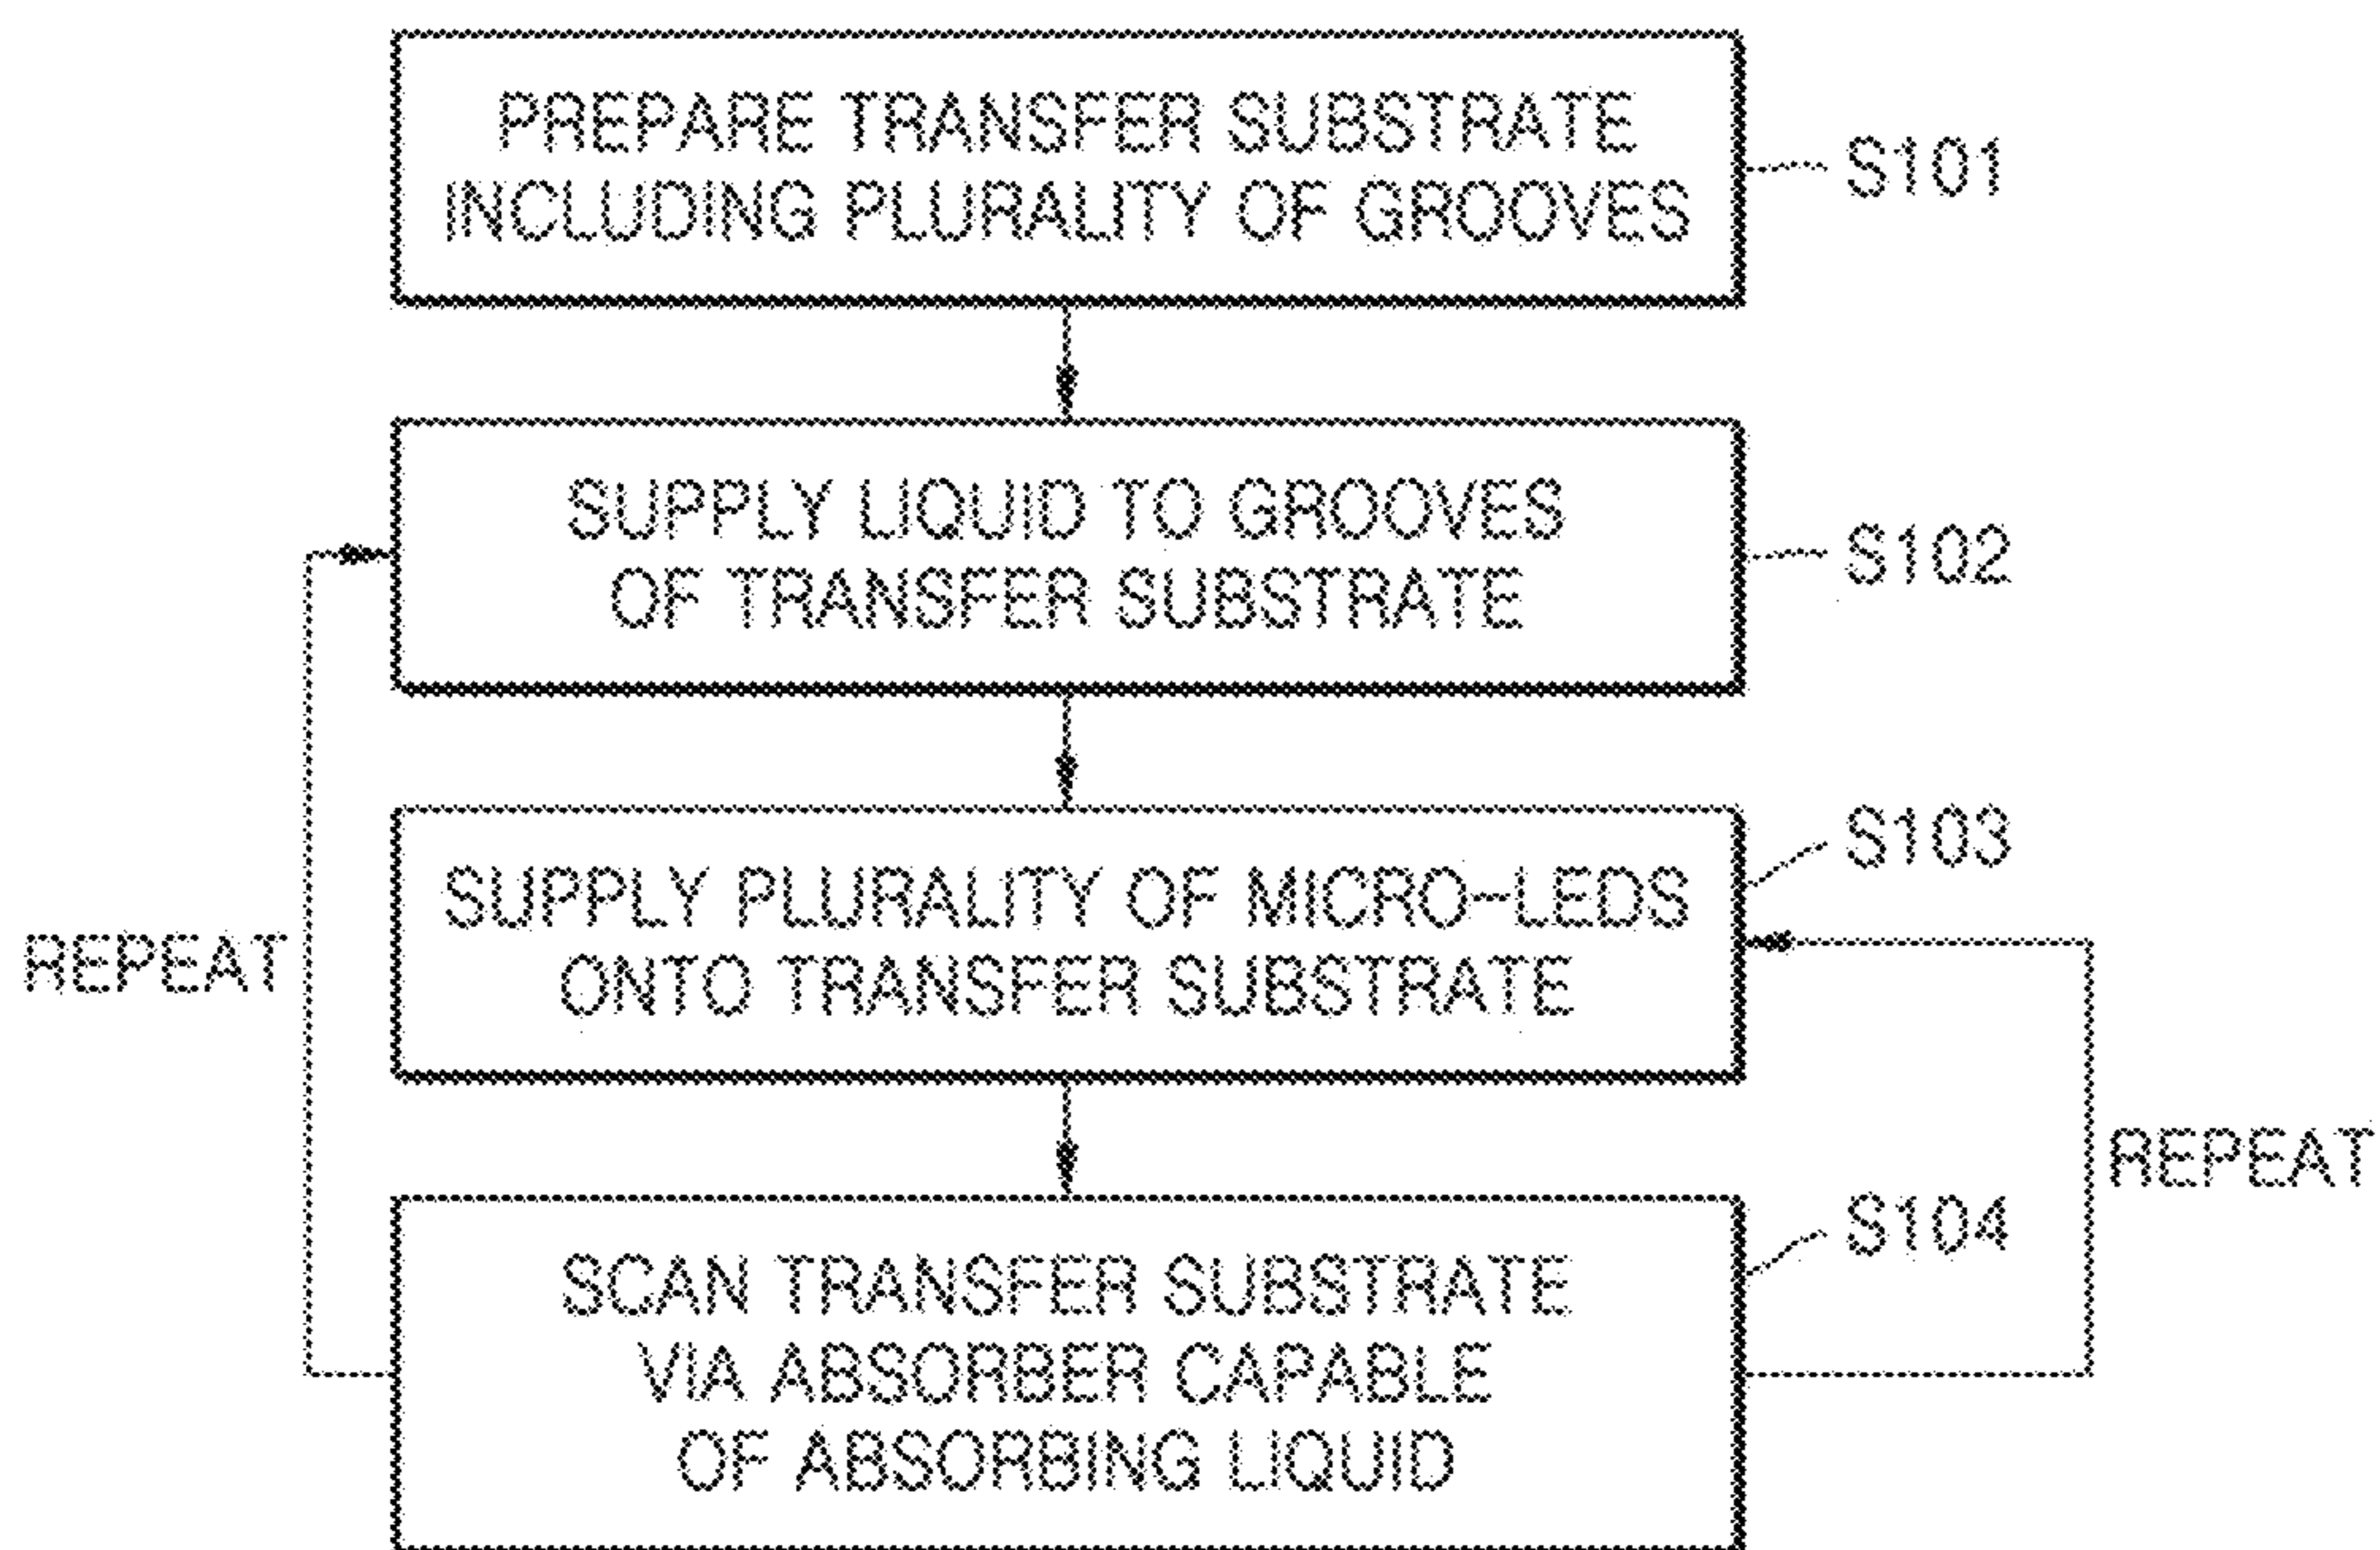 PREPARE TRANSFER SUBSTRATE
INCLUDING PLURALITY OF GROOVES
S101
SUPPLY LIQUID TO GROOVES
OF TRANSFER SUBSTRATE
S102
SUPPLY PLURALITY OF MICRO-LEDS
ONTO TRANSFER SUBSTRATE
S103
REPEAT
REPEAT
SCAN TRANSFER SUBSTRATE
VIA ABSORBER CAPABLE
OF ABSORBING LIQUID
S104